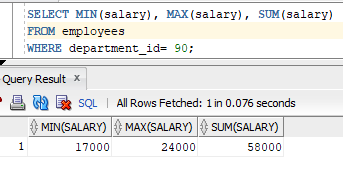 SELECT MIN(salary), MAX(salary), SUM(salary)
FROM employees
WHERE department_id= 90;
Query Result x
SQL | All Rows Fetched: 1 in 0.076 seconds
MIN(SALARY) MAX(SALARY) SUM(SALARY)
1 17000 24000 58000